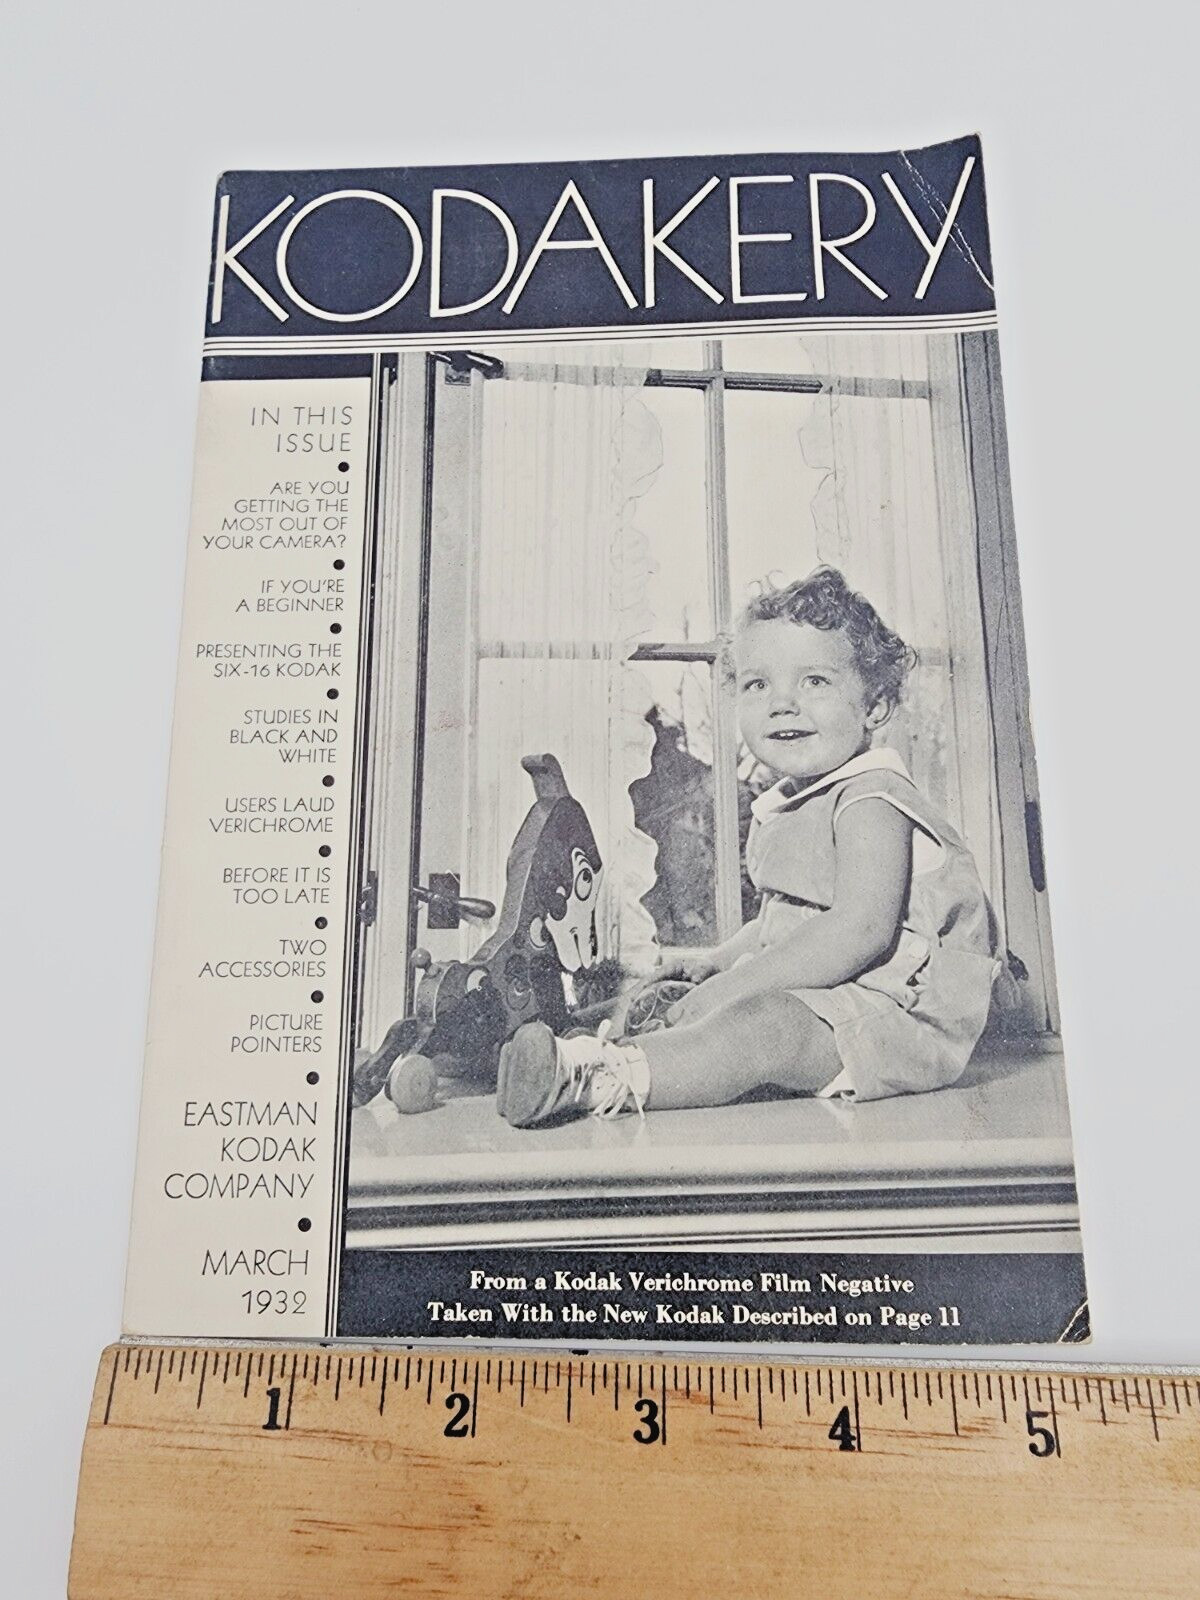 KODAKERY
IN THIS
ISSUE
ARE YOU
GETTING THE
MOST OUT OF
YOUR CAMERA?
IF YOU'RE
A BEGINNER
PRESENTING THE
SIX-16 KODAK
STUDIES IN
BLACK AND
WHITE
USERS LAUD
VERICHROME
BEFORE IT IS
TOO LATE
TWO
ACCESSORIES
PICTURE
POINTERS
EASTMAN
KODAK
COMPANY
MARCH
1932
From a Kodak Verichrome Film Negative
Taken With the New Kodak Described on Page 11
1 2 3 4 5